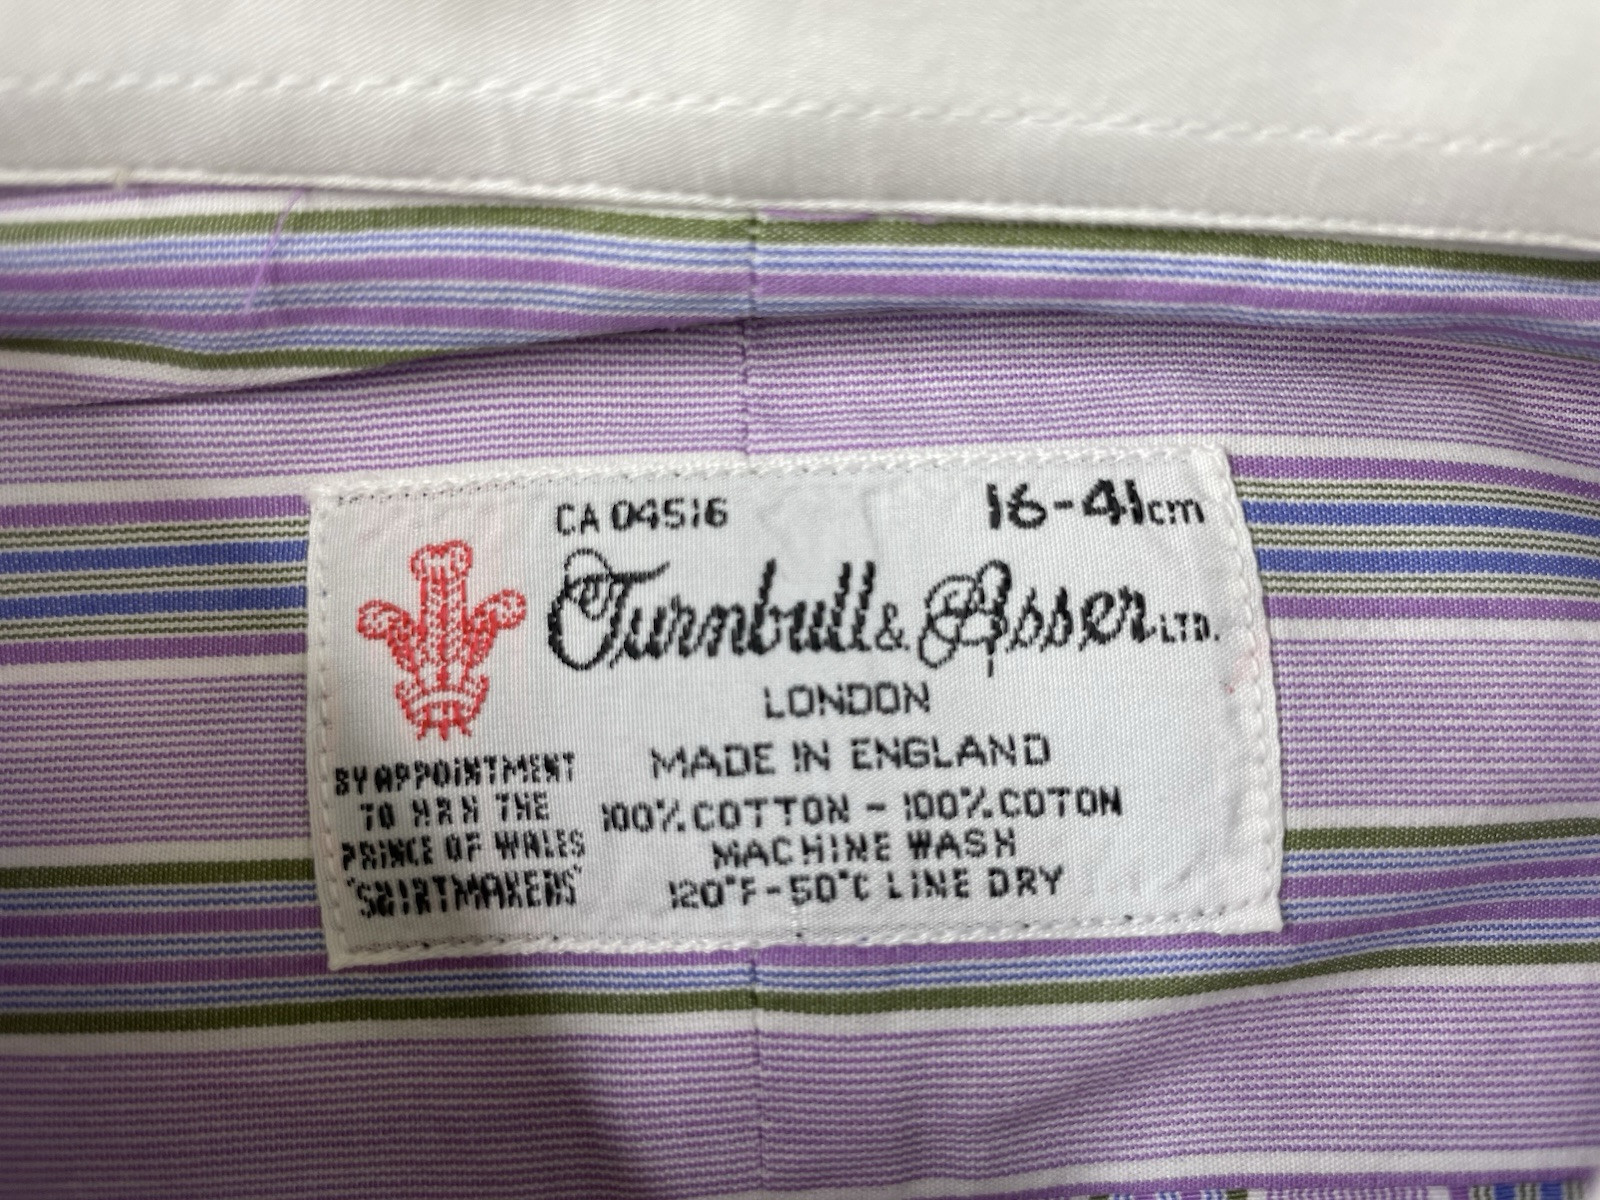 CA 04516
16-41cm
Turnbull & Asser LTD.
LONDON
MADE IN ENGLAND
100% COTTON - 100% COTON
MACHINE WASH
120°F-50°C LINE DRY
BY APPOINTMENT
TO HRH THE
PRINCE OF WALES
'SHIRTMAKERS'